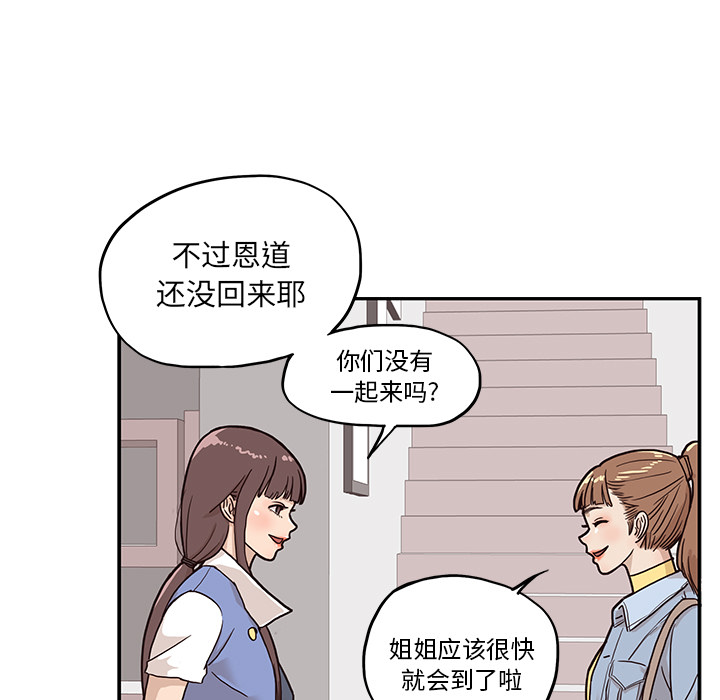 不过恩道
还没回来耶
你们没有
一起来吗?
姐姐应该很快
就会到了啦